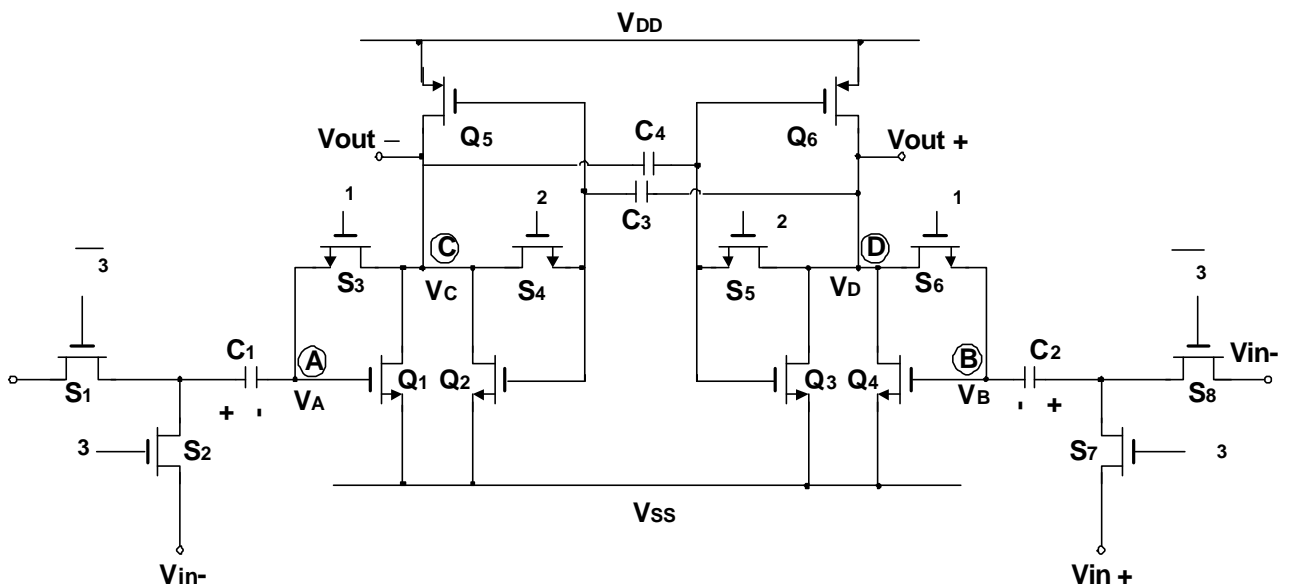 VDD
Q5
C4
Q6
Vout −
Vout +
C3
1
2
2
1
3
C
D
3
S3
VC
S4
S5
VD
S6
C1
A
B
C2
Vin-
S1
VA
Q1
Q2
Q3
Q4
VB
S8
+ -
- +
3
S2
S7
3
VSS
Vin-
Vin +